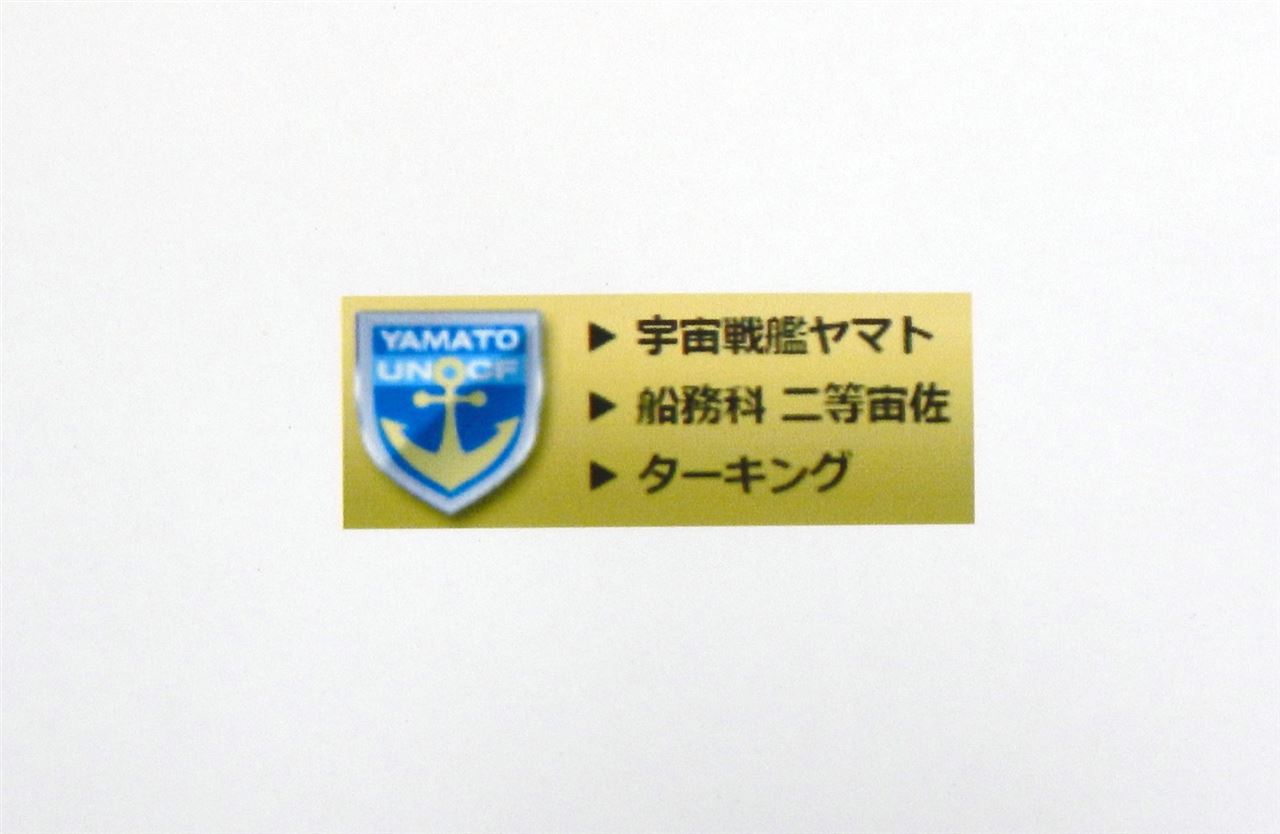 YAMATO
UNOCF
▶ 宇宙戦艦ヤマト
▶ 船務科 二等宙佐
▶ ターキング